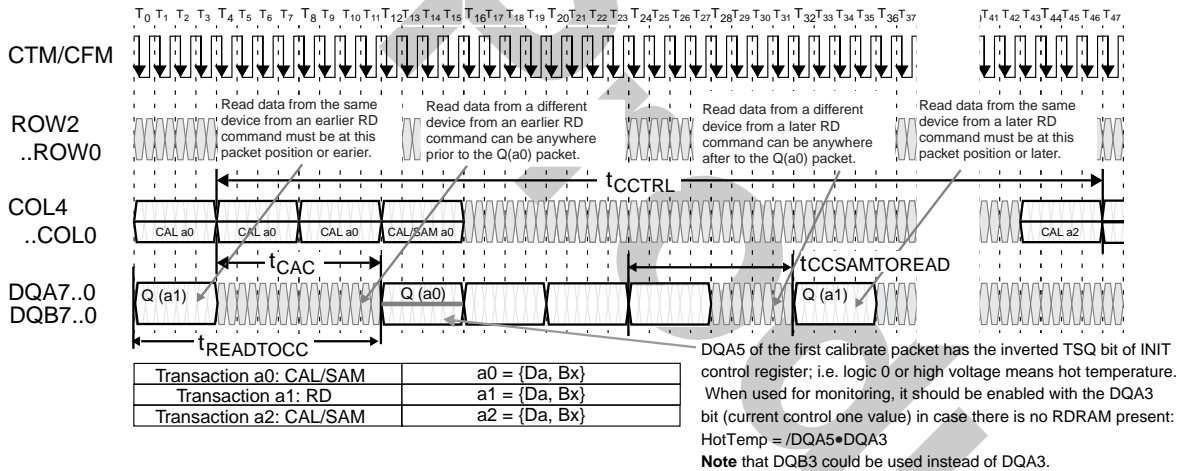 T0 T1 T2 T3 T4 T5 T6 T7 T8 T9 T10 T11 T12 T13 T14 T15 T16 T17 T18 T19 T20 T21 T22 T23 T24 T25 T26 T27 T28 T29 T30 T31 T32 T33 T34 T35 T36 T37 T41 T42 T43 T44 T45 T46 T47
CTM/CFM
Read data from the same
device from an earlier RD
command must be at this
packet position or earier.
Read data from a different
device from an earlier RD
command can be anywhere
prior to the Q(a0) packet.
Read data from a different
device from a later RD
command can be anywhere
after to the Q(a0) packet.
Read data from the same
device from a later RD
command must be at this
packet position or later.
ROW2
..ROW0
tCCTRL
COL4
..COL0
CAL a0 CAL a0 CAL a0 CAL/SAM a0 CAL a2
tCAC
tCCSAMTOREAD
DQA7..0
DQB7..0
Q (a1) Q (a0) Q (a1)
tREADTOCC
Transaction a0: CAL/SAM a0 = {Da, Bx}
Transaction a1: RD a1 = {Da, Bx}
Transaction a2: CAL/SAM a2 = {Da, Bx}
DQA5 of the first calibrate packet has the inverted TSQ bit of INIT
control register; i.e. logic 0 or high voltage means hot temperature.
When used for monitoring, it should be enabled with the DQA3
bit (current control one value) in case there is no RDRAM present:
HotTemp = /DQA5•DQA3
Note that DQB3 could be used instead of DQA3.